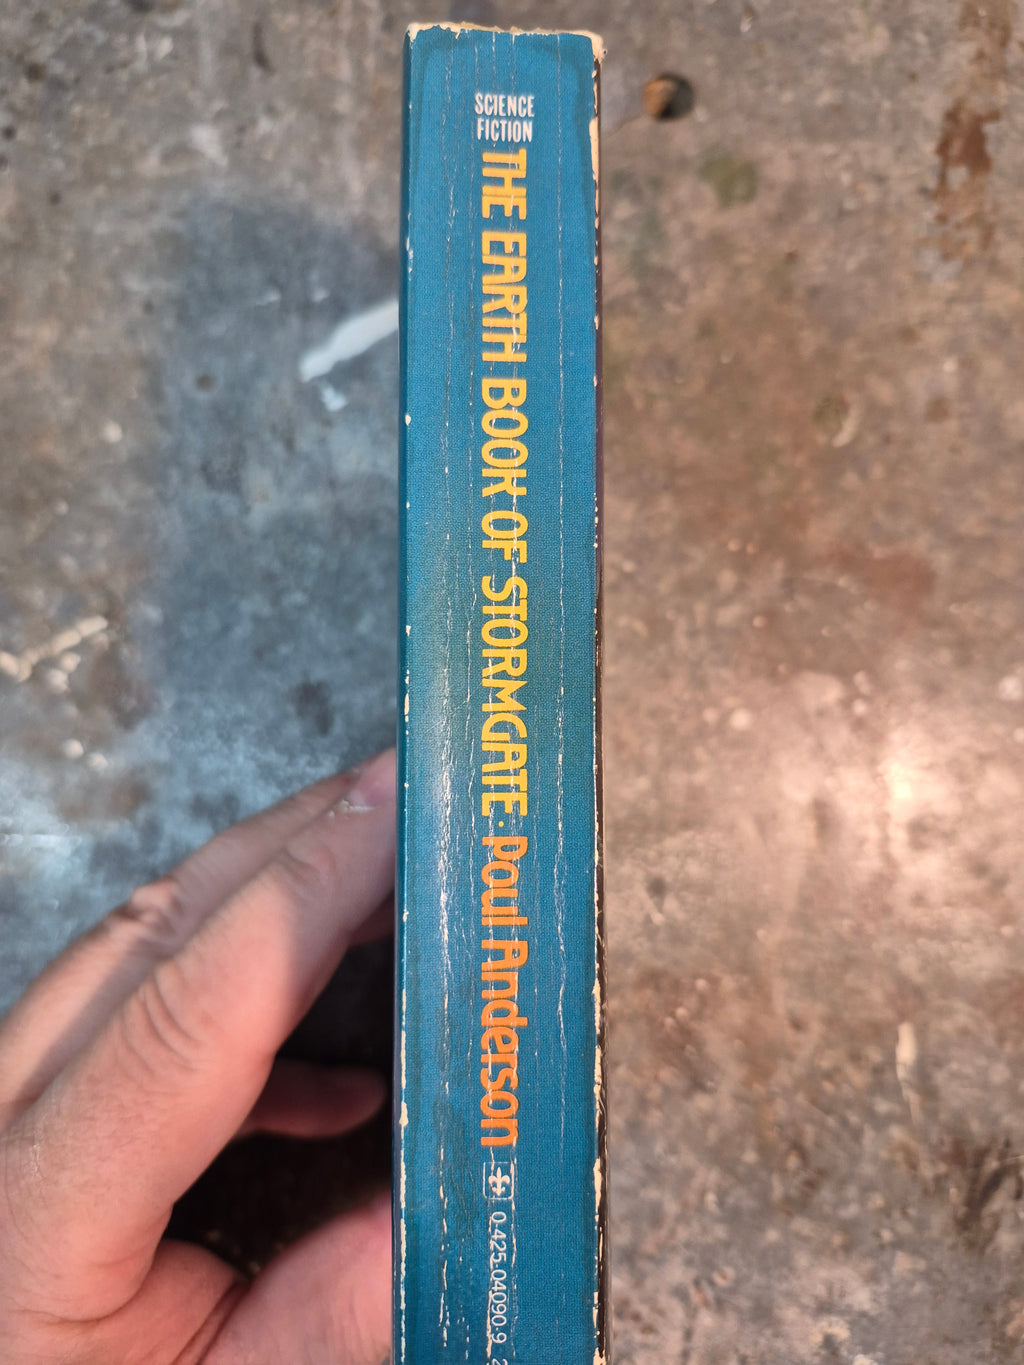 SCIENCE
FICTION
THE EARTH BOOK OF STORMGATE · Poul Anderson
0·425·04090·9